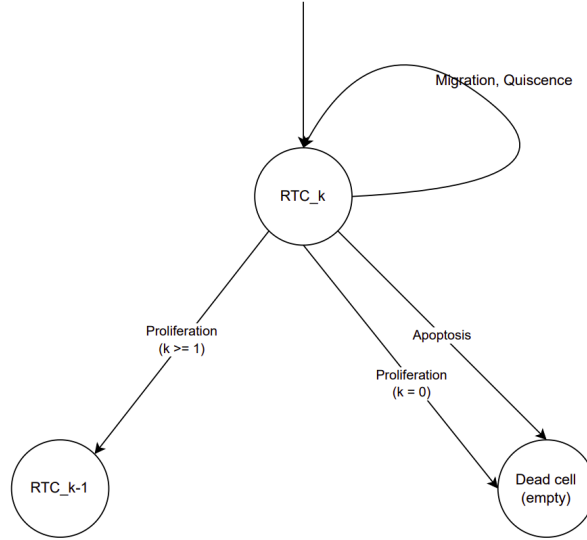 Migration, Quiscence
RTC_k
Proliferation
(k >= 1)
Apoptosis
Proliferation
(k = 0)
RTC_k-1
Dead cell
(empty)